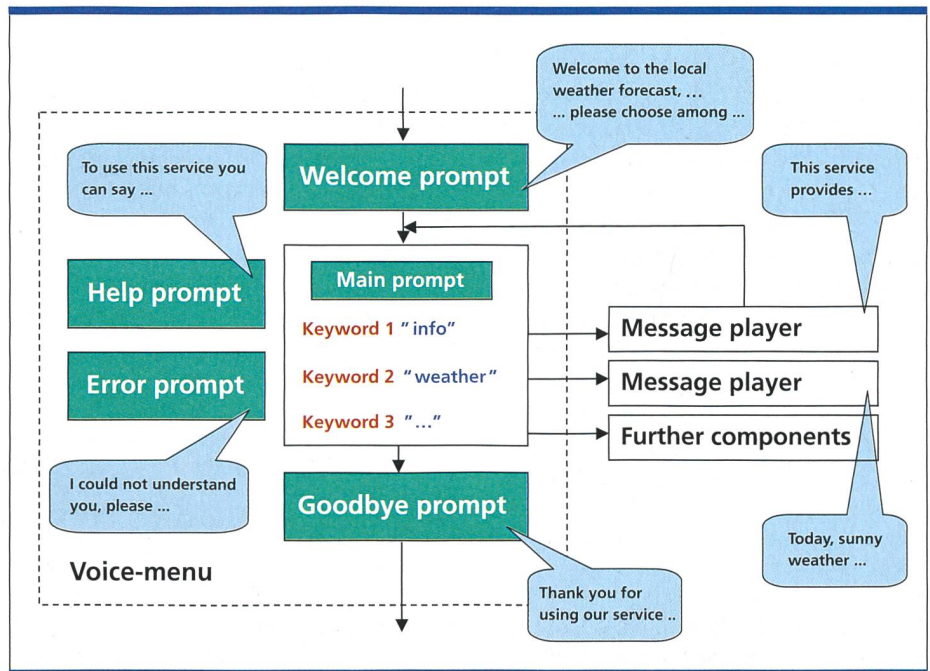 Welcome to the local
weather forecast, ...
... please choose among ...
To use this service you
can say ...
Welcome prompt
This service
provides ...
Help prompt
Main prompt
Keyword 1 "info"
Message player
Error prompt
Keyword 2 "weather"
Message player
Keyword 3 "..."
Further components
I could not understand
you, please ...
Goodbye prompt
Today, sunny
weather ...
Voice-menu
Thank you for
using our service ..